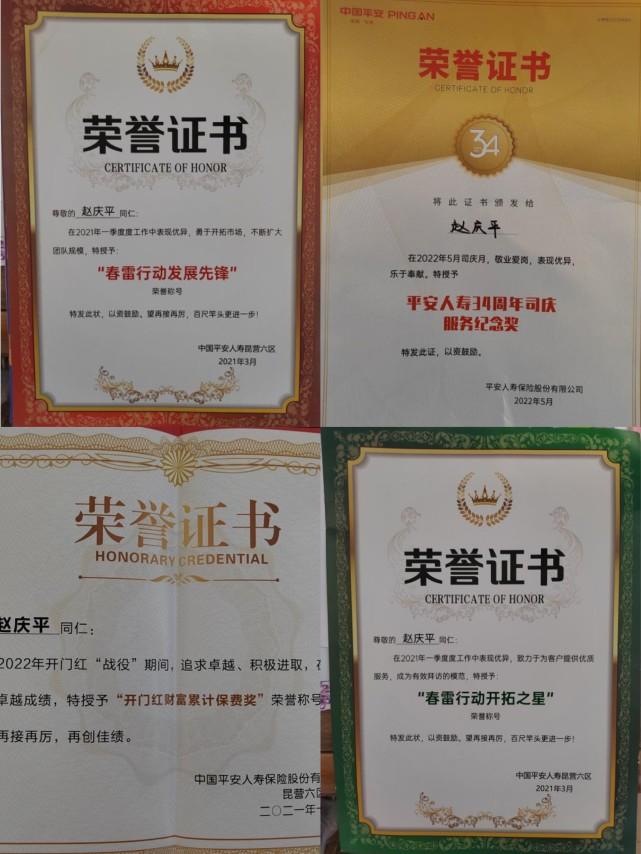 荣誉证书
CERTIFICATE OF HONOR
尊敬的 赵庆平 同仁:
在2021年一季度度工作中表现优异，勇于开拓市场，不断扩大
团队规模，特授予:
“春雷行动发展先锋”
荣誉称号
特发此状，以资鼓励。望再接再厉，百尺竿头更进一步!
中国平安人寿昆营六区
2021年3月
中国平安 PING AN
荣誉证书
CERTIFICATE OF HONOR
34
将此证书颁发给
赵庆平
在2022年5月司庆月，敬业爱岗，表现优异，
乐于奉献。特授予
平安人寿34周年司庆
服务纪念奖
特发此证，以资鼓励。
平安人寿保险股份有限公司
2022年5月
荣誉证书
HONORARY CREDENTIAL
赵庆平 同仁:
2022年开门红“战役”期间，追求卓越、积极进取，
卓越成绩，特授予“开门红财富累计保费奖”荣誉称号
再接再厉，再创佳绩。
中国平安人寿保险股份有
昆营六区
二〇二一年
荣誉证书
CERTIFICATE OF HONOR
尊敬的 赵庆平 同仁:
在2021年一季度度工作中表现优异，致力于为客户提供优质
服务，成为有效拜访的模范，特授予:
“春雷行动开拓之星”
荣誉称号
特发此状，以资鼓励。望再接再厉，百尺竿头更进一步!
中国平安人寿昆营六区
2021年3月